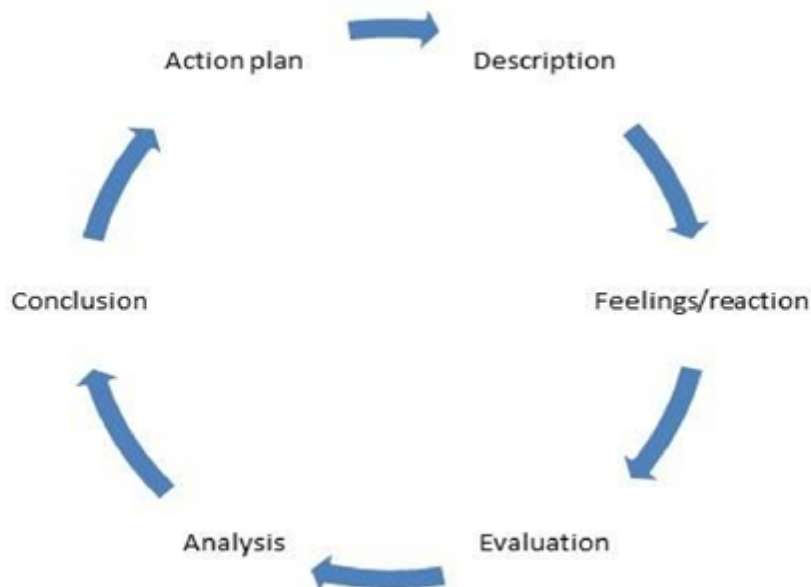 Action plan
Description
Conclusion
Feelings/reaction
Analysis
Evaluation